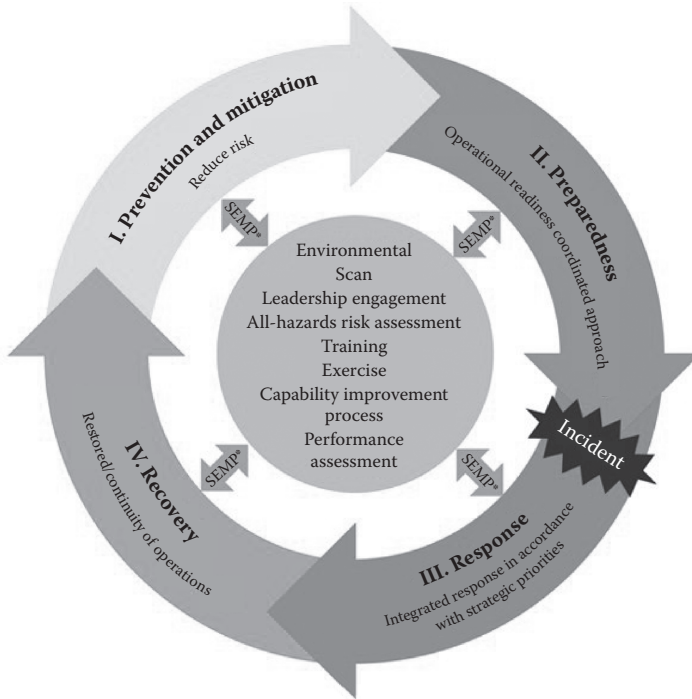 I. Prevention and mitigation
Reduce risk
II. Preparedness
Operational readiness coordinated approach
Incident
III. Response
Integrated response in accordance
with strategic priorities
IV. Recovery
Restored/continuity of operations
SEMP*
SEMP*
SEMP*
SEMP*
Environmental
Scan
Leadership engagement
All-hazards risk assessment
Training
Exercise
Capability improvement
process
Performance
assessment